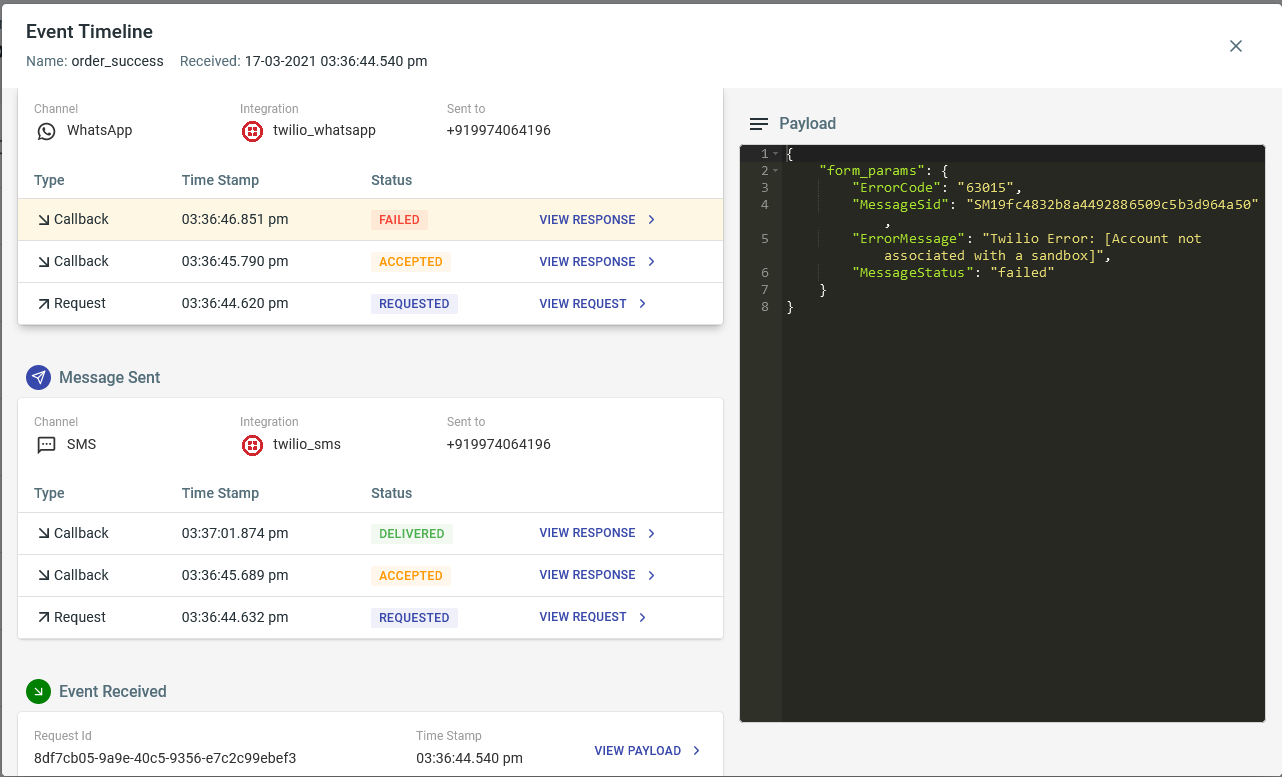 Event Timeline
Name: order_success Received: 17-03-2021 03:36:44.540 pm
Channel Integration Sent to
WhatsApp twilio_whatsapp +919974064196
Type Time Stamp Status
Callback 03:36:46.851 pm FAILED VIEW RESPONSE
Callback 03:36:45.790 pm ACCEPTED VIEW RESPONSE
Request 03:36:44.620 pm REQUESTED VIEW REQUEST
Message Sent
Channel Integration Sent to
SMS twilio_sms +919974064196
Type Time Stamp Status
Callback 03:37:01.874 pm DELIVERED VIEW RESPONSE
Callback 03:36:45.689 pm ACCEPTED VIEW RESPONSE
Request 03:36:44.632 pm REQUESTED VIEW REQUEST
Event Received
Request Id Time Stamp
8df7cb05-9a9e-40c5-9356-e7c2c99ebef3 03:36:44.540 pm VIEW PAYLOAD
Payload
1 {
2 "form_params": {
3 "ErrorCode": "63015",
4 "MessageSid": "SM19fc4832b8a4492886509c5b3d964a50"
,
5 "ErrorMessage": "Twilio Error: [Account not
associated with a sandbox]",
6 "MessageStatus": "failed"
7 }
8 }